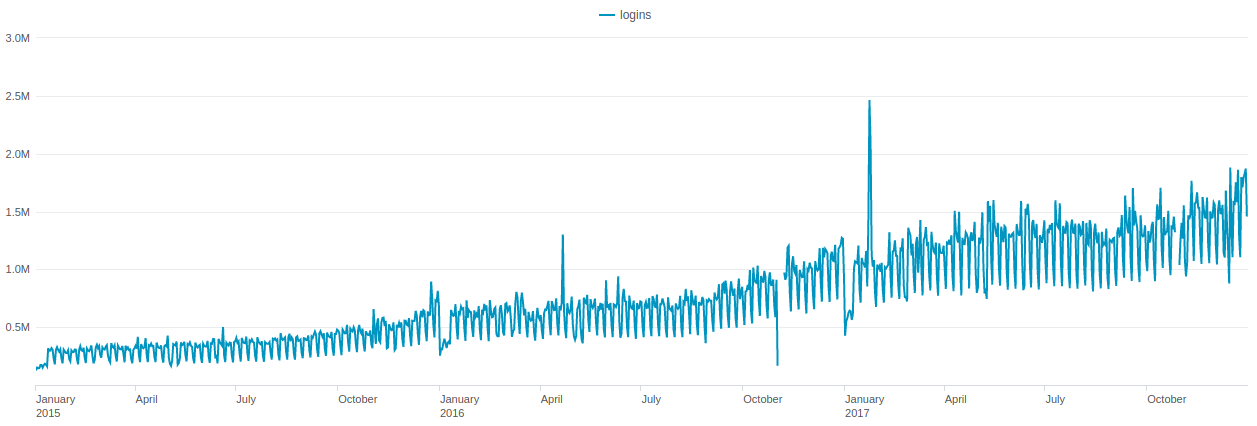 logins
3.0M
2.5M
2.0M
1.5M
1.0M
0.5M
January April July October January April July October January April July October
2015 2016 2017